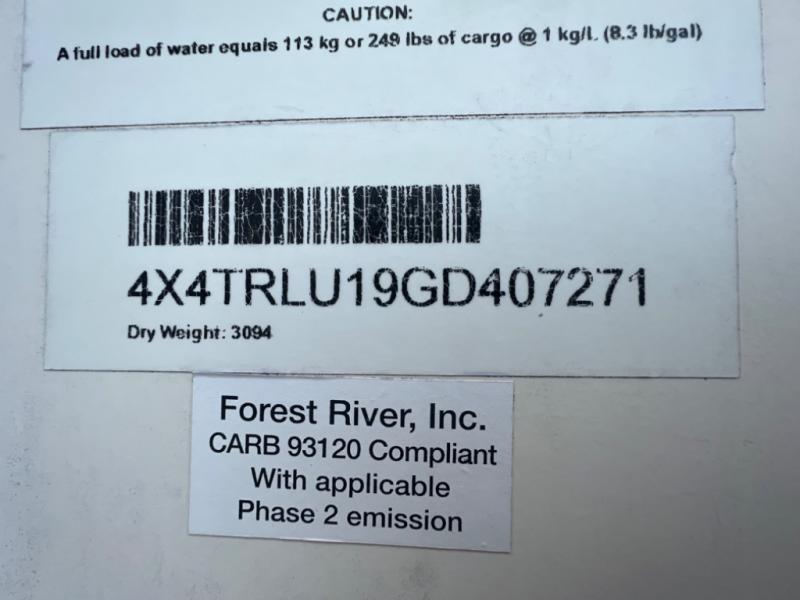 CAUTION:
A full load of water equals 113 kg or 249 lbs of cargo @ 1 kg/L (8.3 lb/gal)
4X4TRLU19GD407271
Dry Weight: 3094
Forest River, Inc.
CARB 93120 Compliant
With applicable
Phase 2 emission